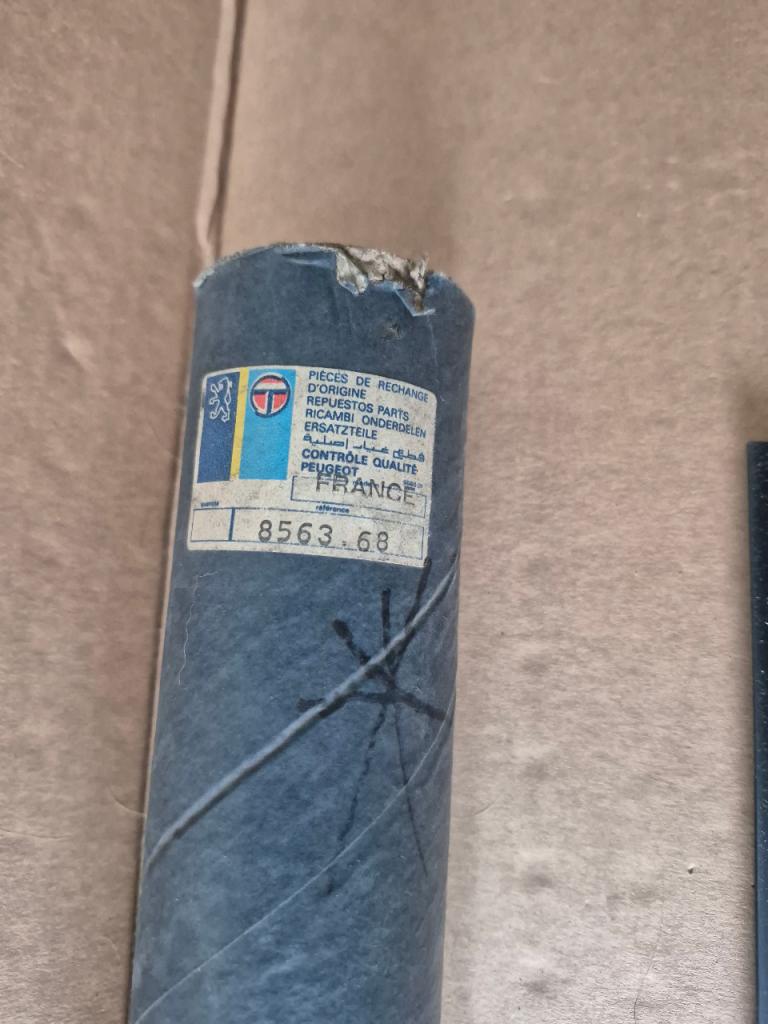 PIÈCES DE RECHANGE
D'ORIGINE
REPUESTOS PARTS
RICAMBI ONDERDELEN
ERSATZTEILE
قطع غيار اصلية
CONTRÔLE QUALITÉ
PEUGEOT
FRANCE
référence
8563.68